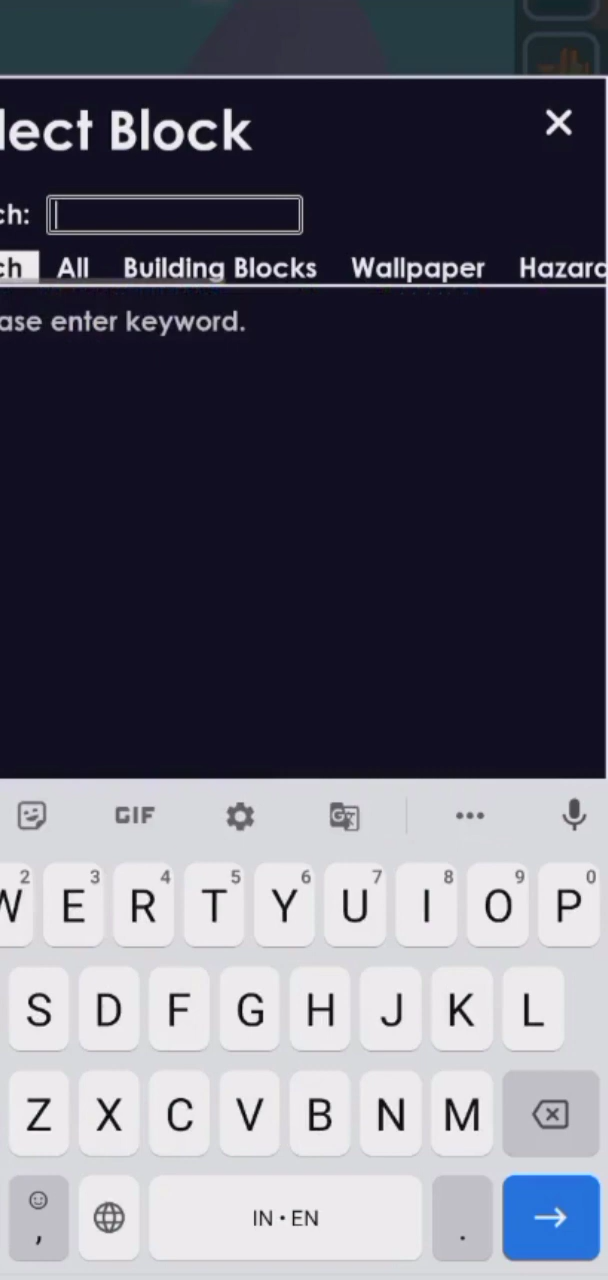 lect Block
ch:
ch All Building Blocks Wallpaper Hazard
ase enter keyword.
GIF
W 2 E 3 R 4 T 5 Y 6 U 7 I 8 O 9 P 0
S D F G H J K L
Z X C V B N M
, IN • EN .